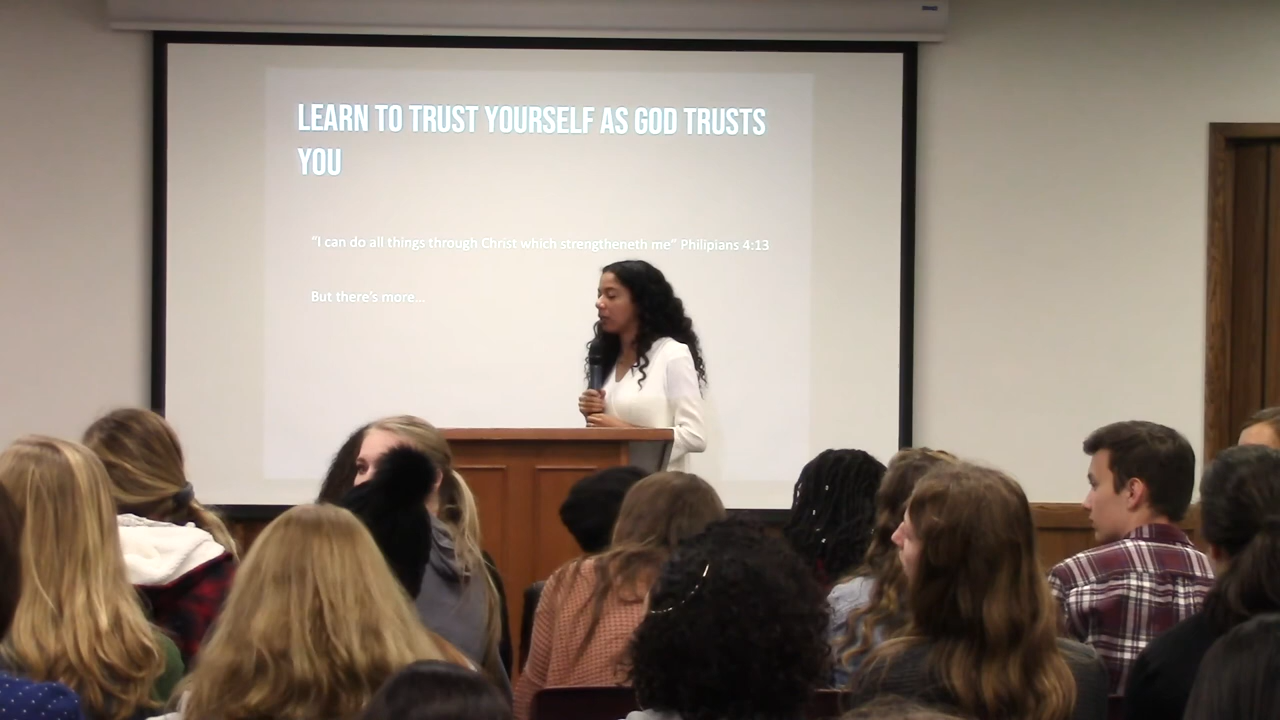 LEARN TO TRUST YOURSELF AS GOD TRUSTS
YOU
“I can do all things through Christ which strengtheneth me” Philipians 4:13
But there’s more…